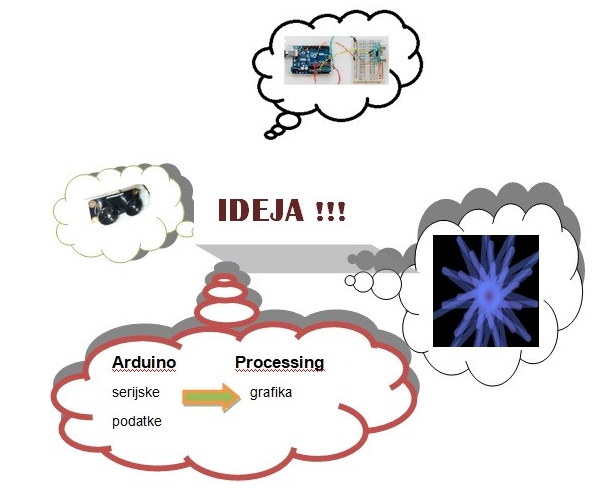 IDEJA !!!
Arduino Processing
serijske grafika
podatke